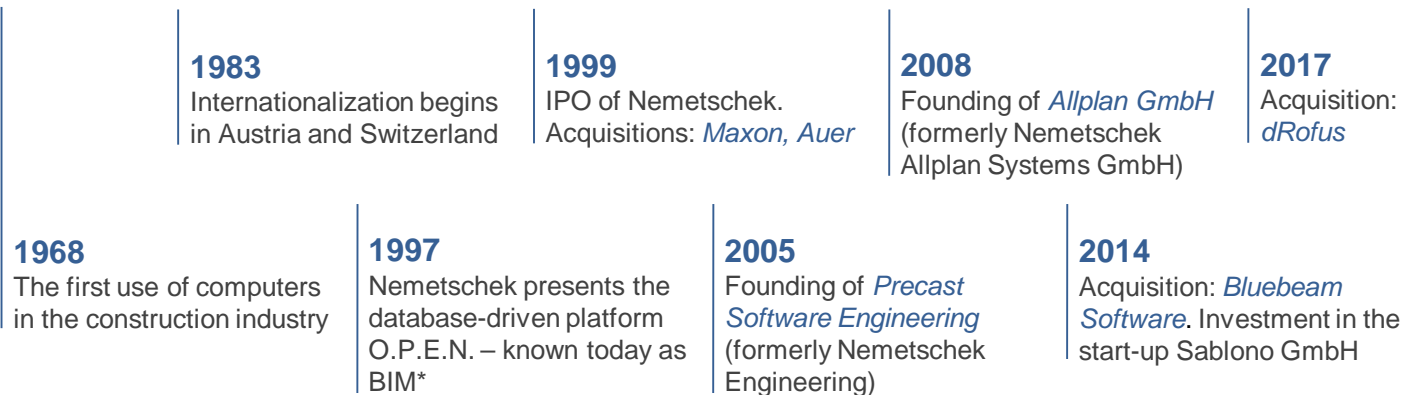 1983
Internationalization begins
in Austria and Switzerland
1999
IPO of Nemetschek.
Acquisitions: Maxon, Auer
2008
Founding of Allplan GmbH
(formerly Nemetschek
Allplan Systems GmbH)
2017
Acquisition:
dRofus
1968
The first use of computers
in the construction industry
1997
Nemetschek presents the
database-driven platform
O.P.E.N. – known today as
BIM*
2005
Founding of Precast
Software Engineering
(formerly Nemetschek
Engineering)
2014
Acquisition: Bluebeam
Software. Investment in the
start-up Sablono GmbH